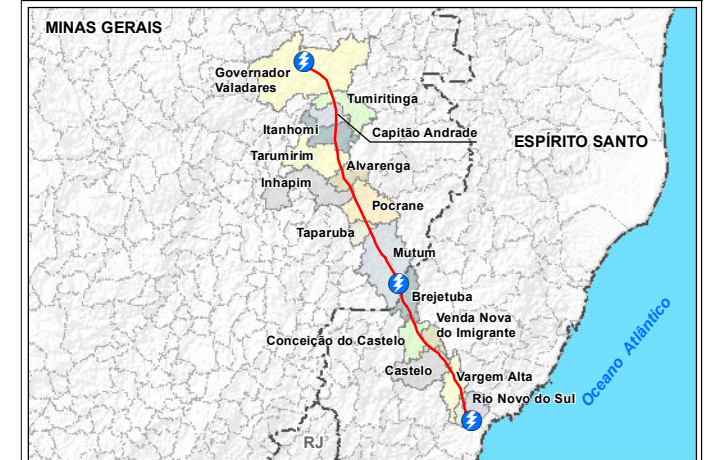 MINAS GERAIS
Governador
Valadares
Tumiritinga
Itanhomi
Capitão Andrade
ESPÍRITO SANTO
Tarumirim
Alvarenga
Inhapim
Pocrane
Taparuba
Mutum
Brejetuba
Venda Nova
do Imigrante
Conceição do Castelo
Castelo
Vargem Alta
Rio Novo do Sul
Oceano Atlântico
RJ